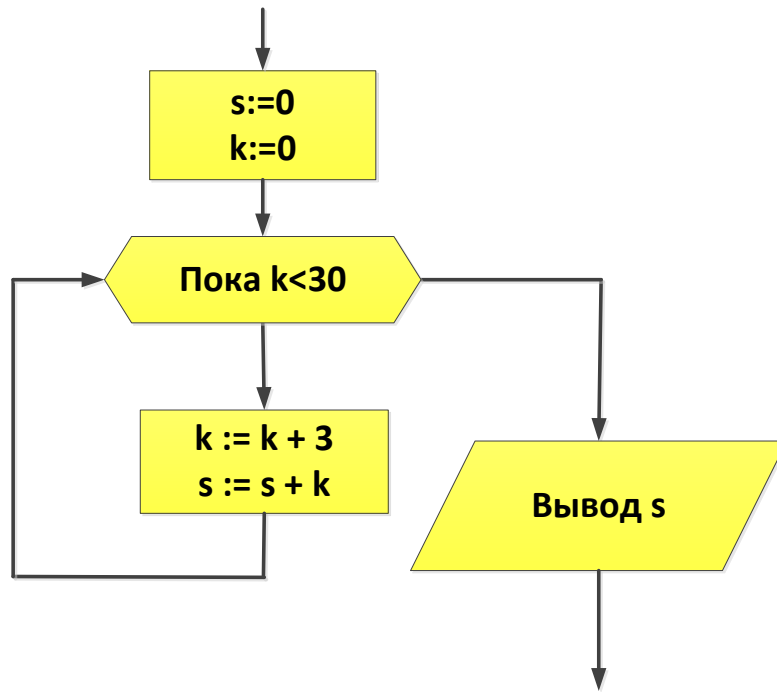 s:=0
k:=0
Пока k<30
k := k + 3
s := s + k
Вывод s